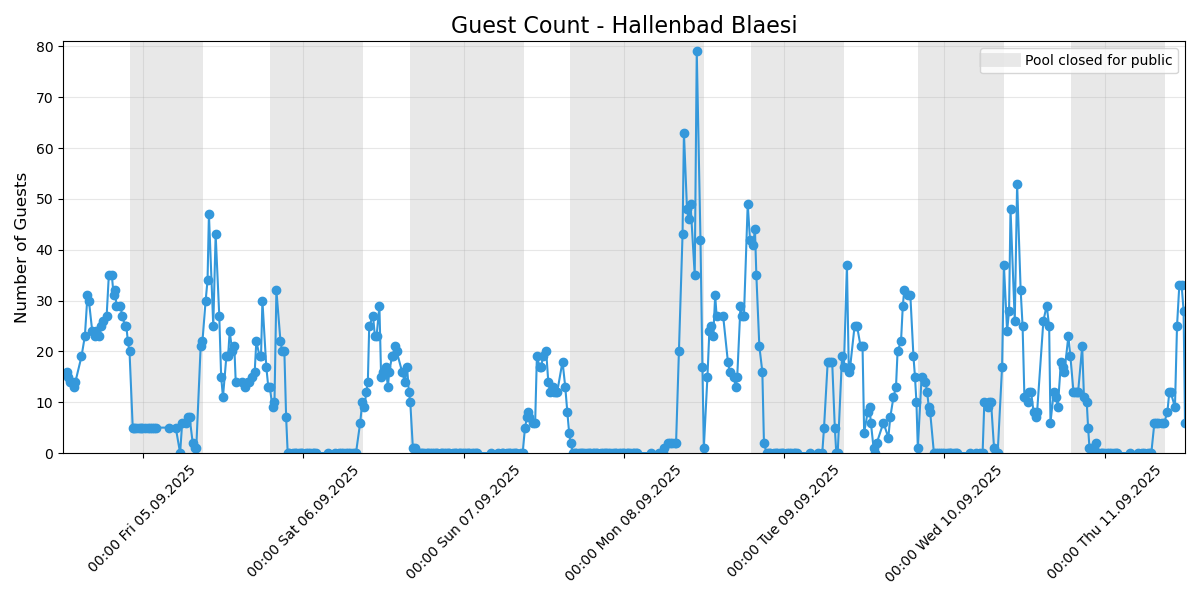 Guest Count - Hallenbad Blaesi
Pool closed for public
Number of Guests
80
70
60
50
40
30
20
10
0
00:00 Fri 05.09.2025
00:00 Sat 06.09.2025
00:00 Sun 07.09.2025
00:00 Mon 08.09.2025
00:00 Tue 09.09.2025
00:00 Wed 10.09.2025
00:00 Thu 11.09.2025